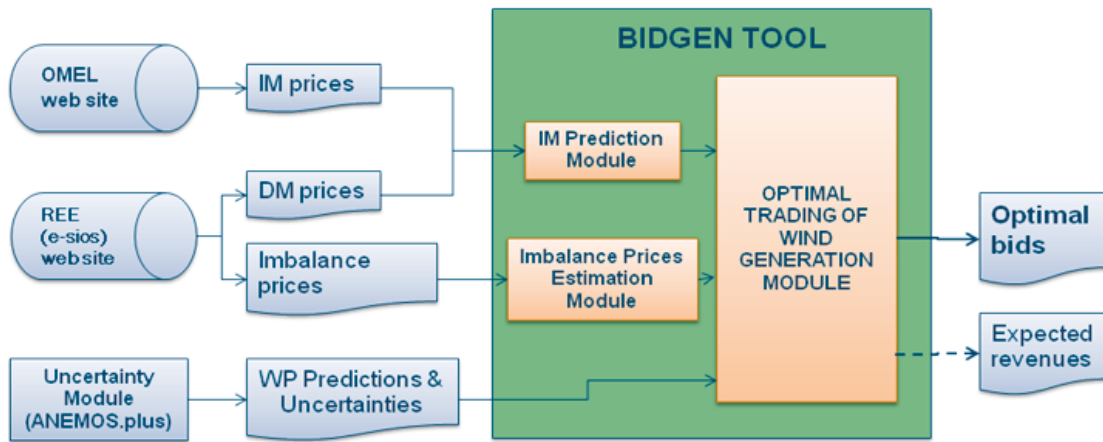 BIDGEN TOOL
OMEL
web site
IM prices
IM Prediction
Module
REE
(e-sios)
web site
DM prices
Imbalance
prices
Imbalance Prices
Estimation
Module
OPTIMAL
TRADING OF
WIND
GENERATION
MODULE
Optimal
bids
Expected
revenues
Uncertainty
Module
(ANEMOS.plus)
WP Predictions &
Uncertainties